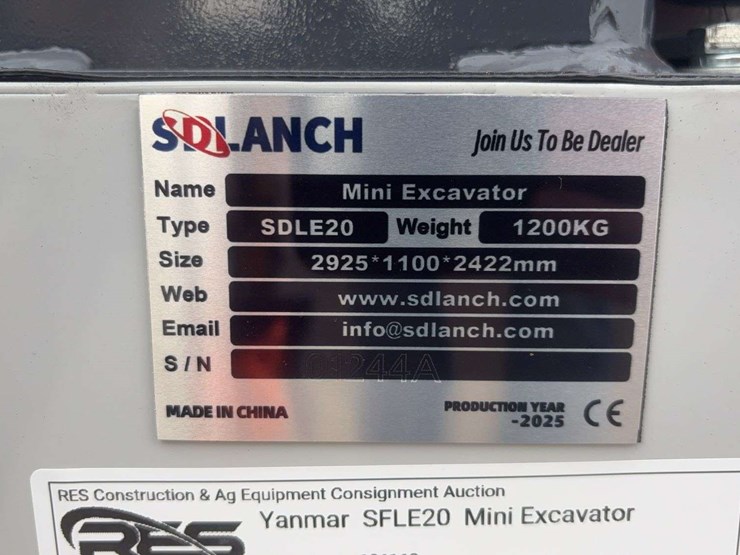 SDLANCH Join Us To Be Dealer
Name Mini Excavator
Type SDLE20 Weight 1200KG
Size 2925*1100*2422mm
Web www.sdlanch.com
Email info@sdlanch.com
S/N 01244A
MADE IN CHINA PRODUCTION YEAR
-2025 CE
RES Construction & Ag Equipment Consignment Auction
RES Yanmar SFLE20 Mini Excavator